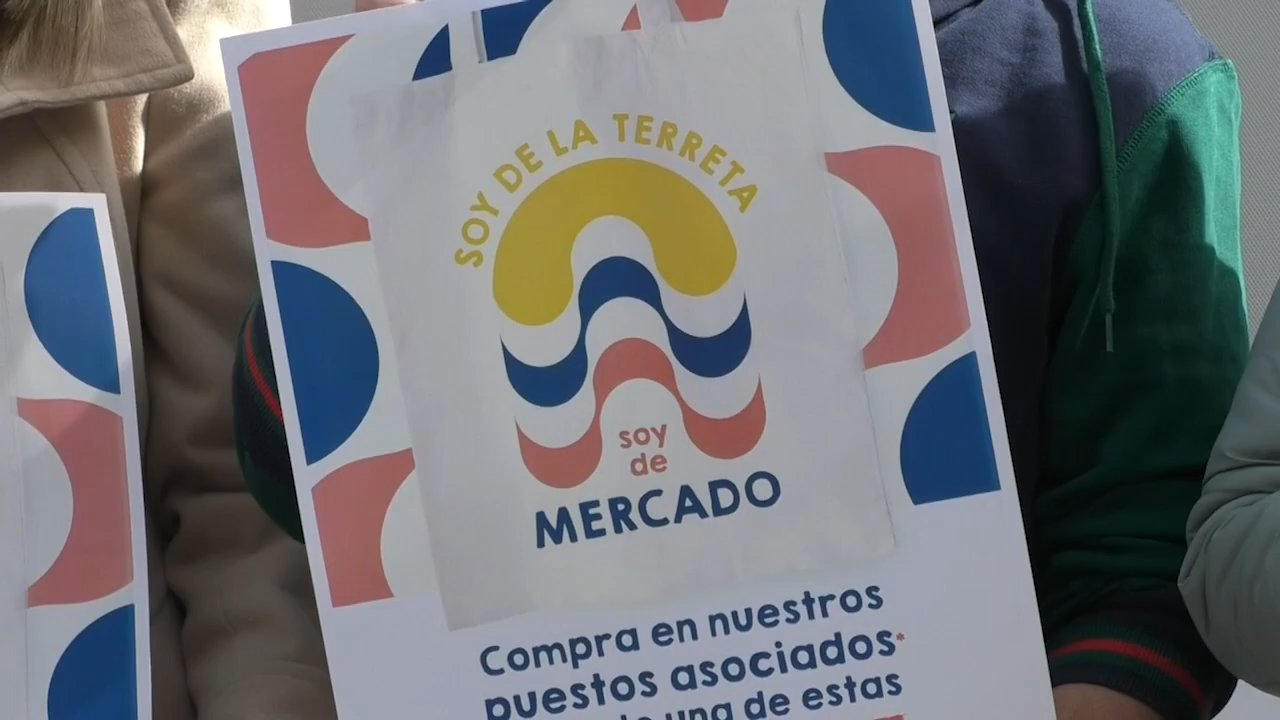 SOY DE LA TERRETA
soy
de
MERCADO
Compra en nuestros
puestos asociados*
una de estas